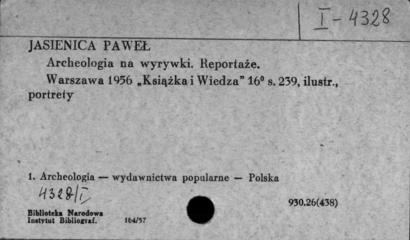 I-4328
JASIENICA PAWEŁ
Archeologia na wyrywki. Reportaże.
Warszawa 1956 „Książka i Wiedza" 16⁰ s. 239, ilustr.,
portrety
1. Archeologia — wydawnictwa popularne — Polska
4328/I
930.26(438)
Biblioteka Narodowa
Instytut Bibliograf. 164/57